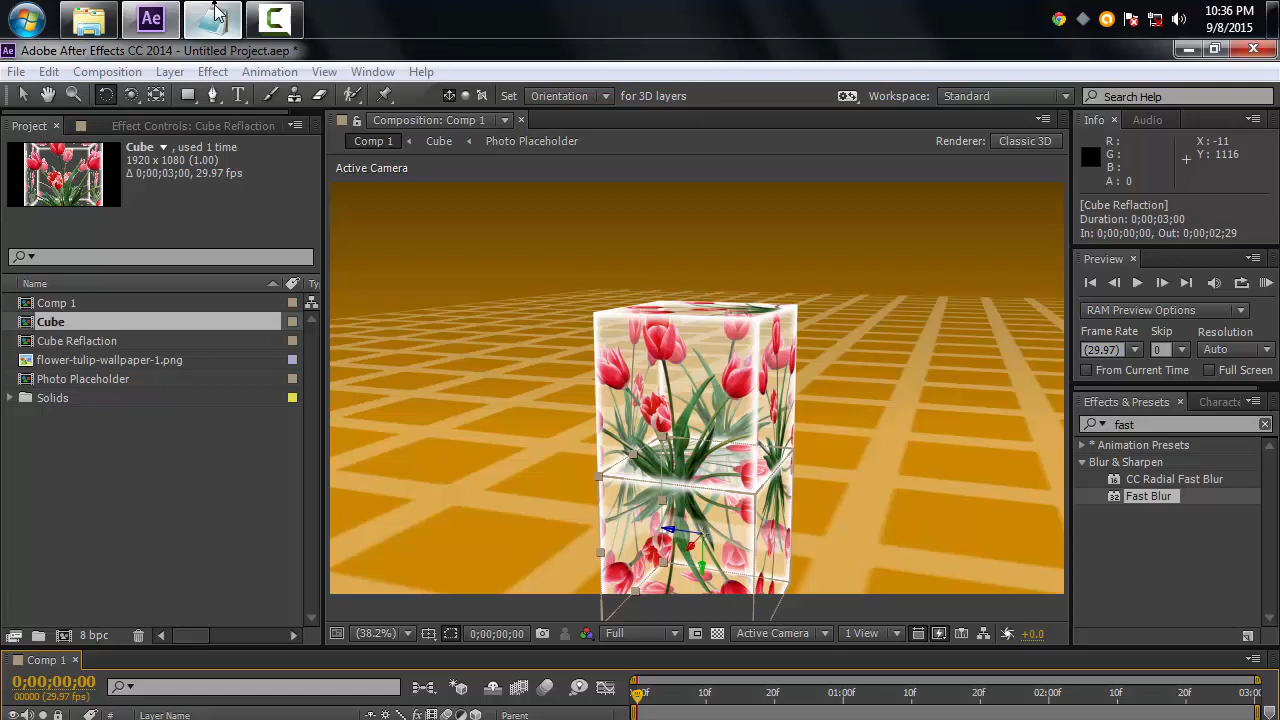 10:36 PM
9/8/2015
Adobe After Effects CC 2014 - Untitled Project.aep *
File Edit Composition Layer Effect Animation View Window Help
Set Orientation for 3D layers
Workspace: Standard
Search Help
Project
Effect Controls: Cube Reflaction
Cube , used 1 time
1920 x 1080 (1.00)
Δ 0;00;03;00, 29.97 fps
Name
Ty
Comp 1
Cube
Cube Reflaction
flower-tulip-wallpaper-1.png
Photo Placeholder
Solids
8 bpc
Composition: Comp 1
Comp 1 Cube Photo Placeholder
Renderer: Classic 3D
Active Camera
(38.2%) 0;00;00;00 Full Active Camera 1 View +0.0
Info Audio
R :
G :
B :
A : 0
X : -11
Y : 1116
[Cube Reflaction]
Duration: 0;00;03;00
In: 0;00;00;00, Out: 0;00;02;29
Preview
RAM Preview Options
Frame Rate Skip Resolution
(29.97) 0 Auto
From Current Time Full Screen
Effects & Presets Characte
fast
* Animation Presets
Blur & Sharpen
CC Radial Fast Blur
Fast Blur
Comp 1
0;00;00;00
00000 (29.97 fps)
10f 20f 01:00f 10f 20f 02:00f 10f 20f 03:0
# Layer Name Parent